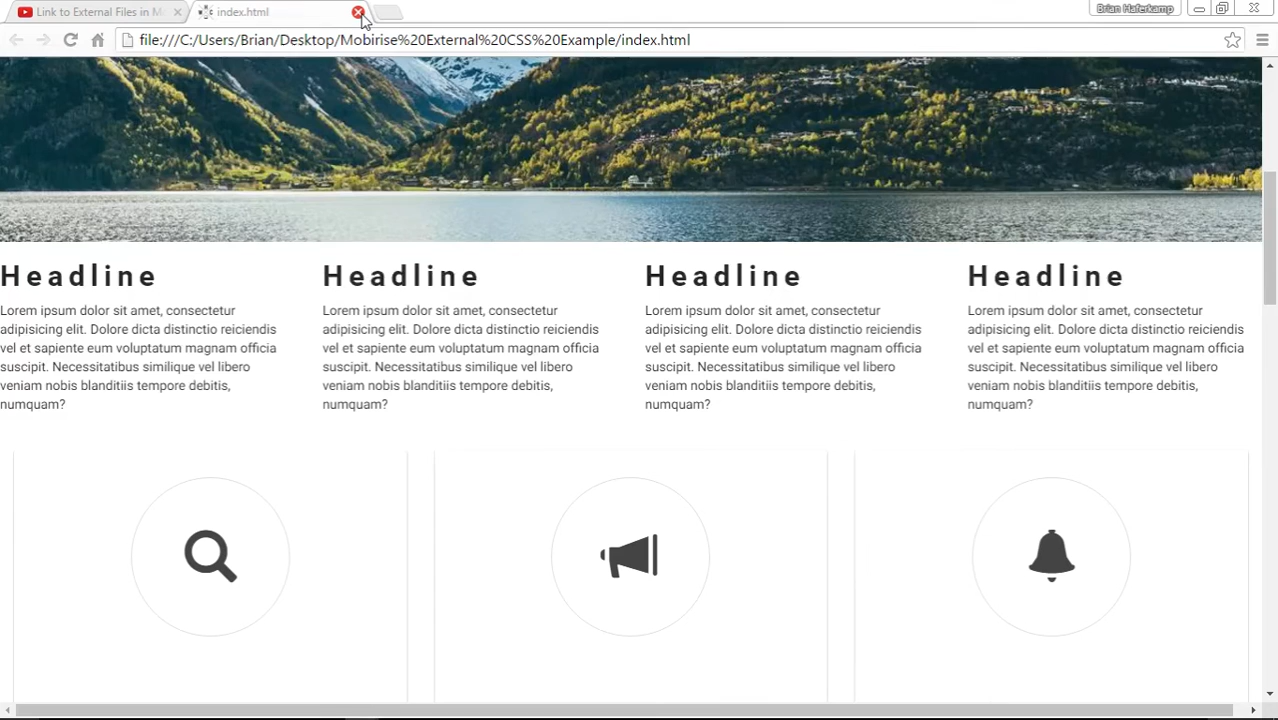 Link to External Files in M
index.html
Brian Haferkamp
file:///C:/Users/Brian/Desktop/Mobirise%20External%20CSS%20Example/index.html
Headline
Lorem ipsum dolor sit amet, consectetur
adipisicing elit. Dolore dicta distinctio reiciendis
vel et sapiente eum voluptatum magnam officia
suscipit. Necessitatibus similique vel libero
veniam nobis blanditiis tempore debitis,
numquam?
Headline
Lorem ipsum dolor sit amet, consectetur
adipisicing elit. Dolore dicta distinctio reiciendis
vel et sapiente eum voluptatum magnam officia
suscipit. Necessitatibus similique vel libero
veniam nobis blanditiis tempore debitis,
numquam?
Headline
Lorem ipsum dolor sit amet, consectetur
adipisicing elit. Dolore dicta distinctio reiciendis
vel et sapiente eum voluptatum magnam officia
suscipit. Necessitatibus similique vel libero
veniam nobis blanditiis tempore debitis,
numquam?
Headline
Lorem ipsum dolor sit amet, consectetur
adipisicing elit. Dolore dicta distinctio reiciendis
vel et sapiente eum voluptatum magnam officia
suscipit. Necessitatibus similique vel libero
veniam nobis blanditiis tempore debitis,
numquam?